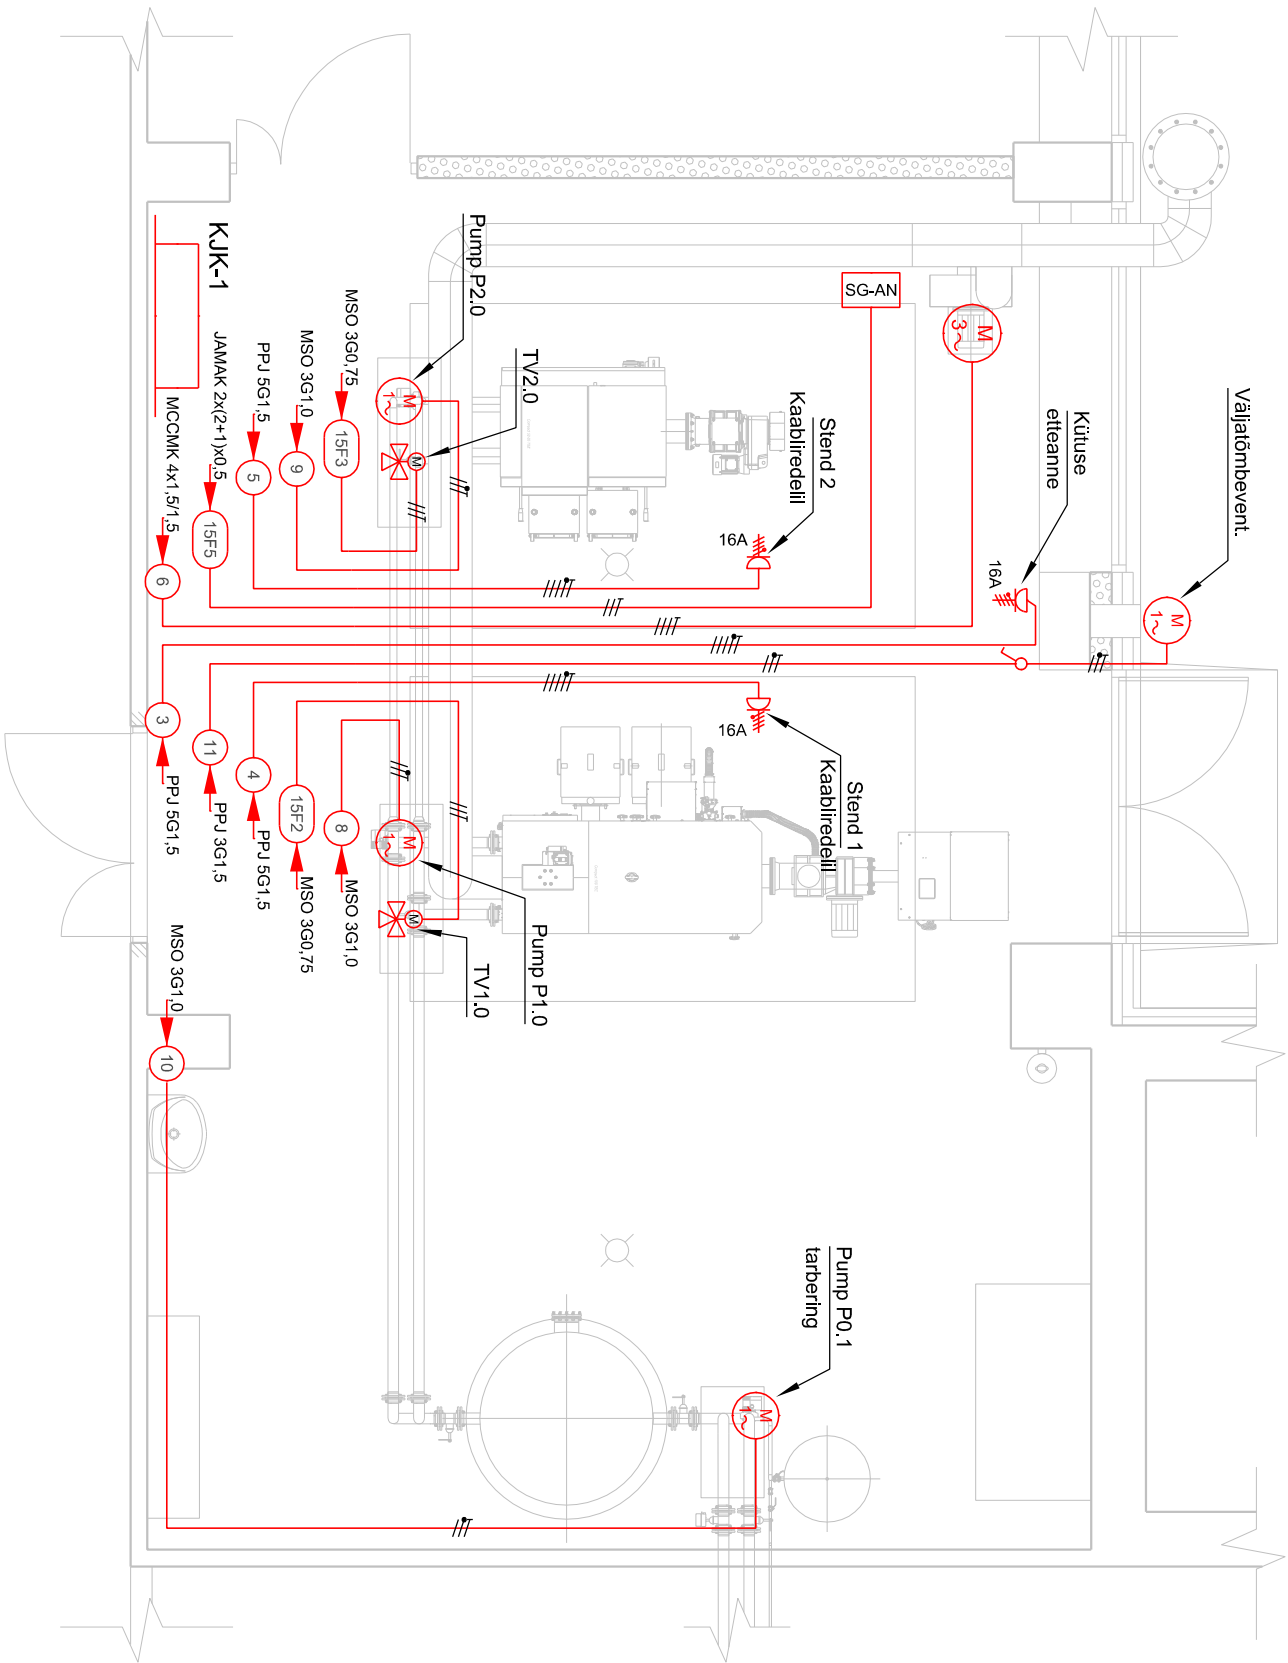 KJK-1
MCCMK 4x1,5/1,5
6
JAMAK 2x(2+1)x0,5
15F5
PPJ 5G1,5
5
MSO 3G1,0
9
MSO 3G0,75
15F3
Pump P2.0
M
1~
TV2.0
M
SG-AN
M
3~
Stend 2
Kaabliredelil
16A
Kütuse
etteanne
16A
Väljatõmbevent.
M
1~
3
PPJ 5G1,5
11
PPJ 3G1,5
4
PPJ 5G1,5
15F2
MSO 3G0,75
8
MSO 3G1,0
16A
Stend 1
Kaabliredelil
M
1~
Pump P1.0
M
TV1.0
MSO 3G1,0
10
Pump P0.1
tarbering
M
1~